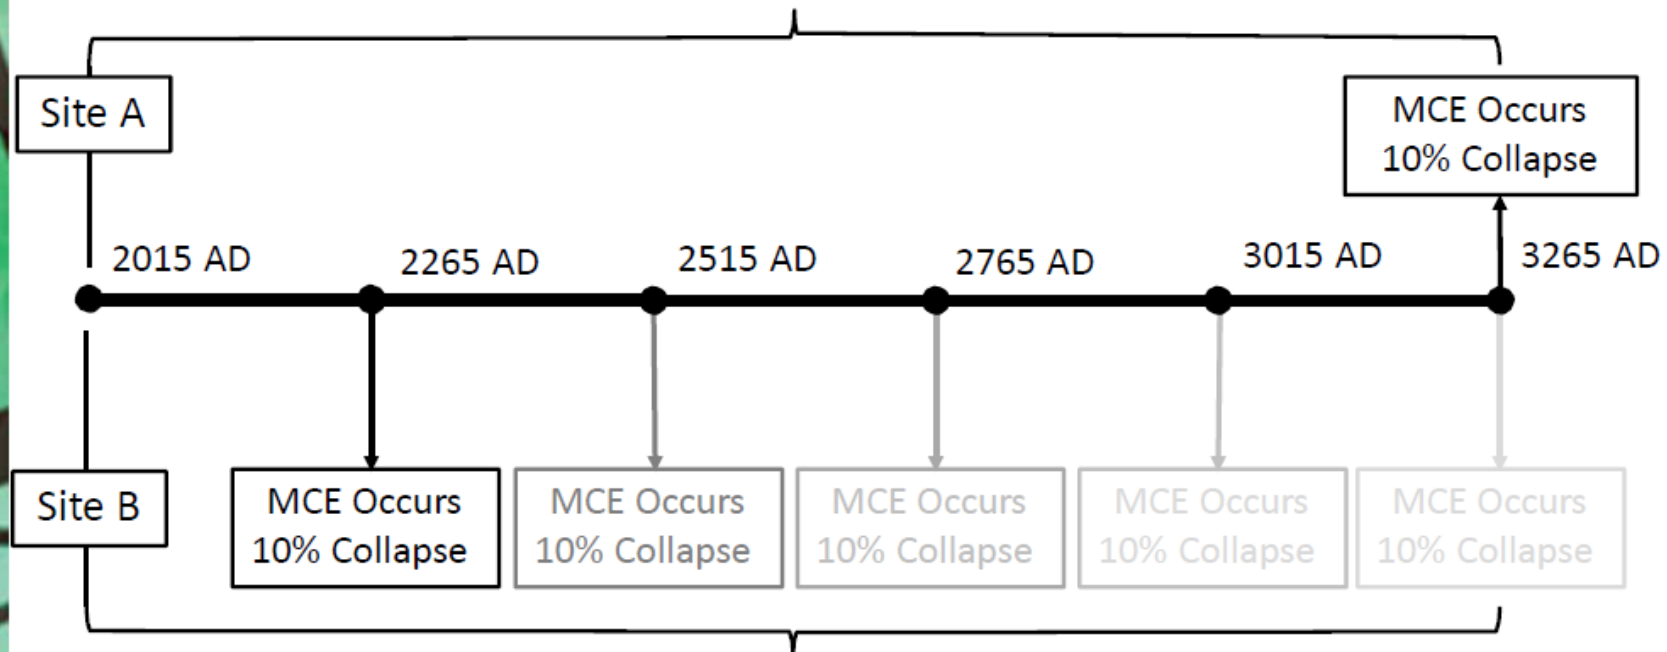 Site A
MCE Occurs
10% Collapse
2015 AD
2265 AD
2515 AD
2765 AD
3015 AD
3265 AD
Site B
MCE Occurs
10% Collapse
MCE Occurs
10% Collapse
MCE Occurs
10% Collapse
MCE Occurs
10% Collapse
MCE Occurs
10% Collapse